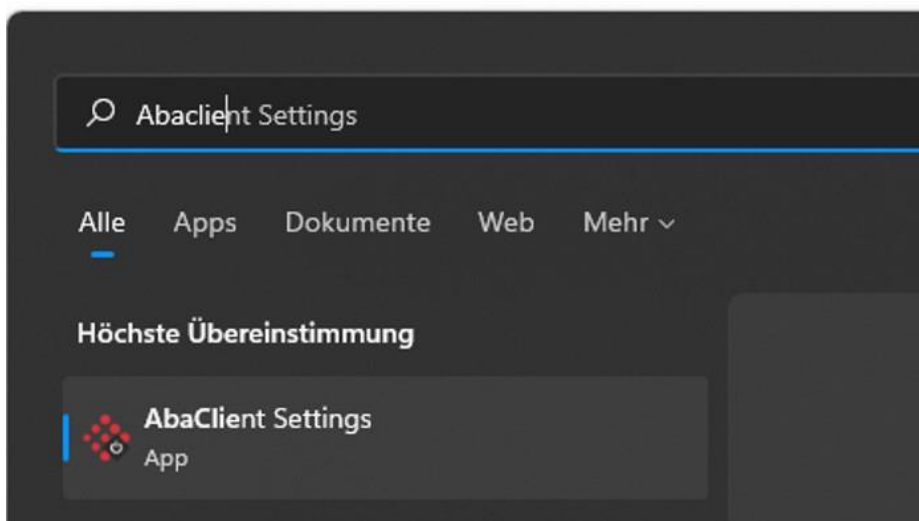 Abaclient Settings
Alle Apps Dokumente Web Mehr
Höchste Übereinstimmung
AbaClient Settings
App